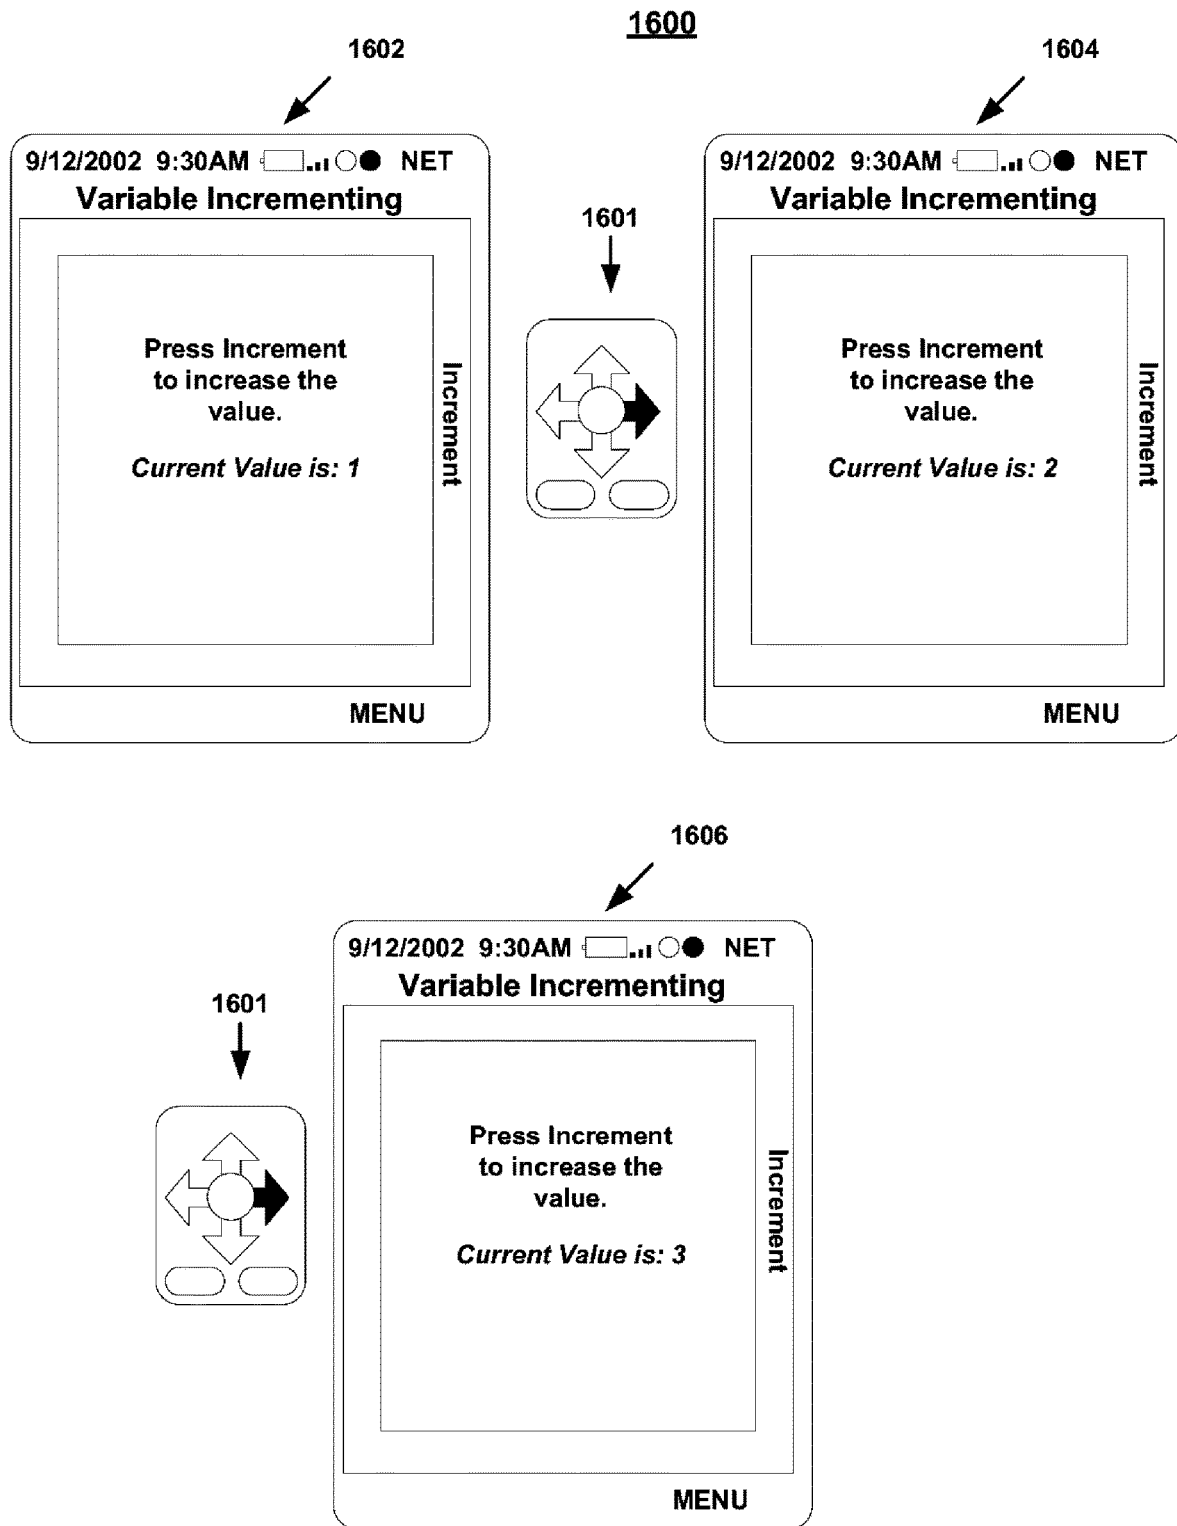 1600
1602
1604
9/12/2002 9:30AM NET
Variable Incrementing
Press Increment
to increase the
value.
Current Value is: 1
Increment
MENU
1601
9/12/2002 9:30AM NET
Variable Incrementing
Press Increment
to increase the
value.
Current Value is: 2
Increment
MENU
1606
1601
9/12/2002 9:30AM NET
Variable Incrementing
Press Increment
to increase the
value.
Current Value is: 3
Increment
MENU